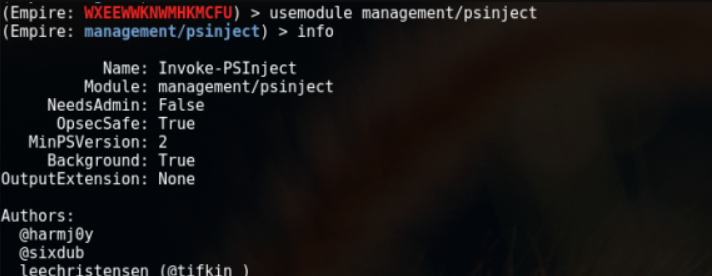 (Empire: WXEEWWKNWMHKMCFU) > usemodule management/psinject
(Empire: management/psinject) > info
Name: Invoke-PSInject
Module: management/psinject
NeedsAdmin: False
OpsecSafe: True
MinPSVersion: 2
Background: True
OutputExtension: None
Authors:
@harmj0y
@sixdub
leechristensen (@tifkin_)